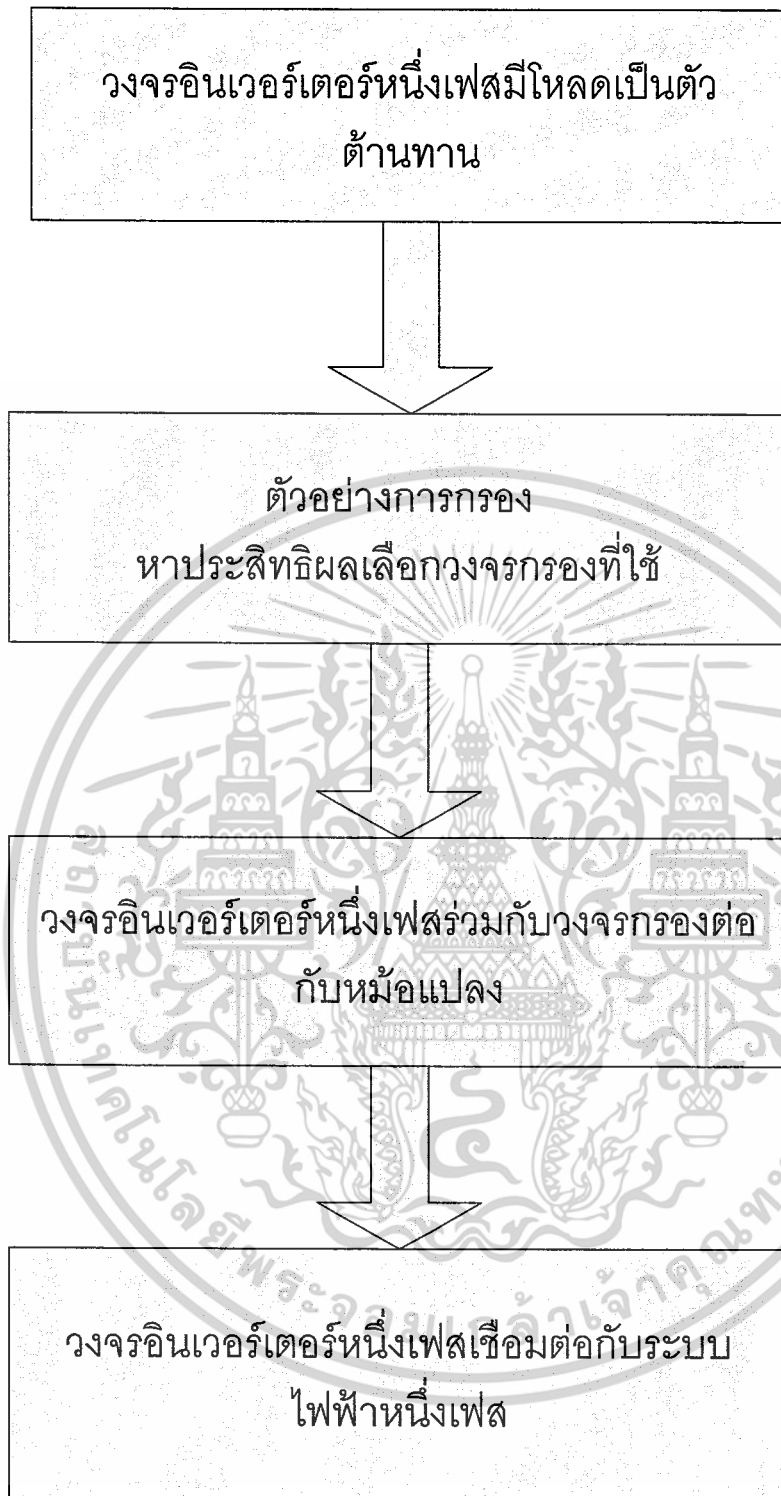 วงจรอินเวอร์เตอร์หนึ่งเฟสมีโหลดเป็นตัว
ต้านทาน
ตัวอย่างการกรอง
หาประสิทธิผลเลือกวงจรกรองที่ใช้
วงจรอินเวอร์เตอร์หนึ่งเฟสร่วมกับวงจรกรองต่อ
กับหม้อแปลง
วงจรอินเวอร์เตอร์หนึ่งเฟสเชื่อมต่อกับระบบ
ไฟฟ้าหนึ่งเฟส